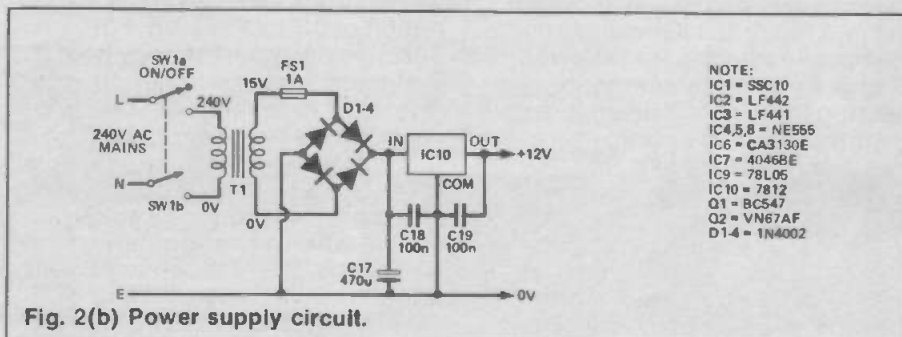 SW1a
ON/OFF
L
240V
240V AC
MAINS
N
SW1b
0V
T1
15V
FS1
1A
0V
D1-4
IN
IC10
OUT
COM
+12V
C18
100n
C19
100n
C17
470u
E
0V
NOTE:
IC1 = SSC10
IC2 = LF442
IC3 = LF441
IC4,5,8 = NE555
IC6 = CA3130E
IC7 = 4046BE
IC9 = 78L05
IC10 = 7812
Q1 = BC547
Q2 = VN67AF
D1-4 = 1N4002
Fig. 2(b) Power supply circuit.